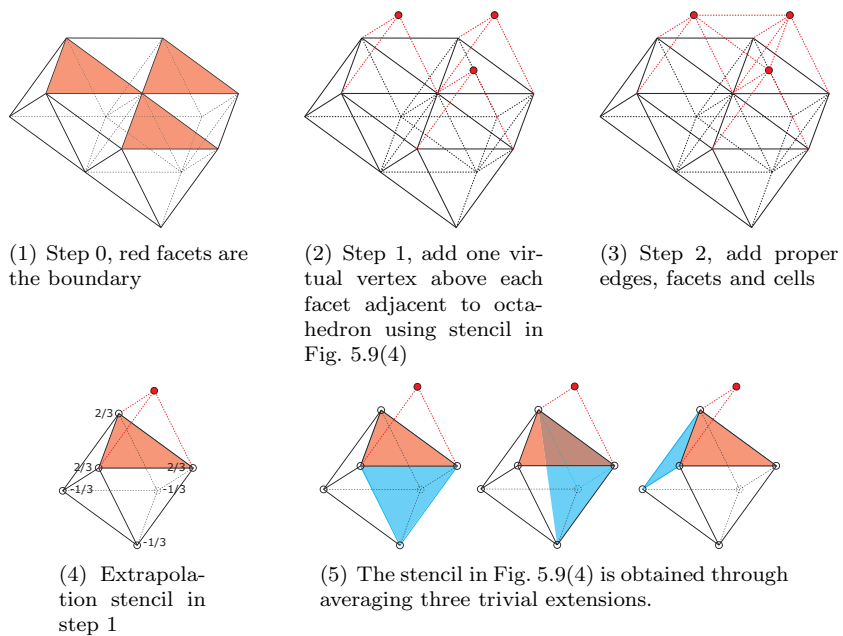 (1) Step 0, red facets are
the boundary
(2) Step 1, add one vir-
tual vertex above each
facet adjacent to octa-
hedron using stencil in
Fig. 5.9(4)
(3) Step 2, add proper
edges, facets and cells
2/3
2/3
2/3
-1/3
-1/3
-1/3
(4) Extrapola-
tion stencil in
step 1
(5) The stencil in Fig. 5.9(4) is obtained through
averaging three trivial extensions.